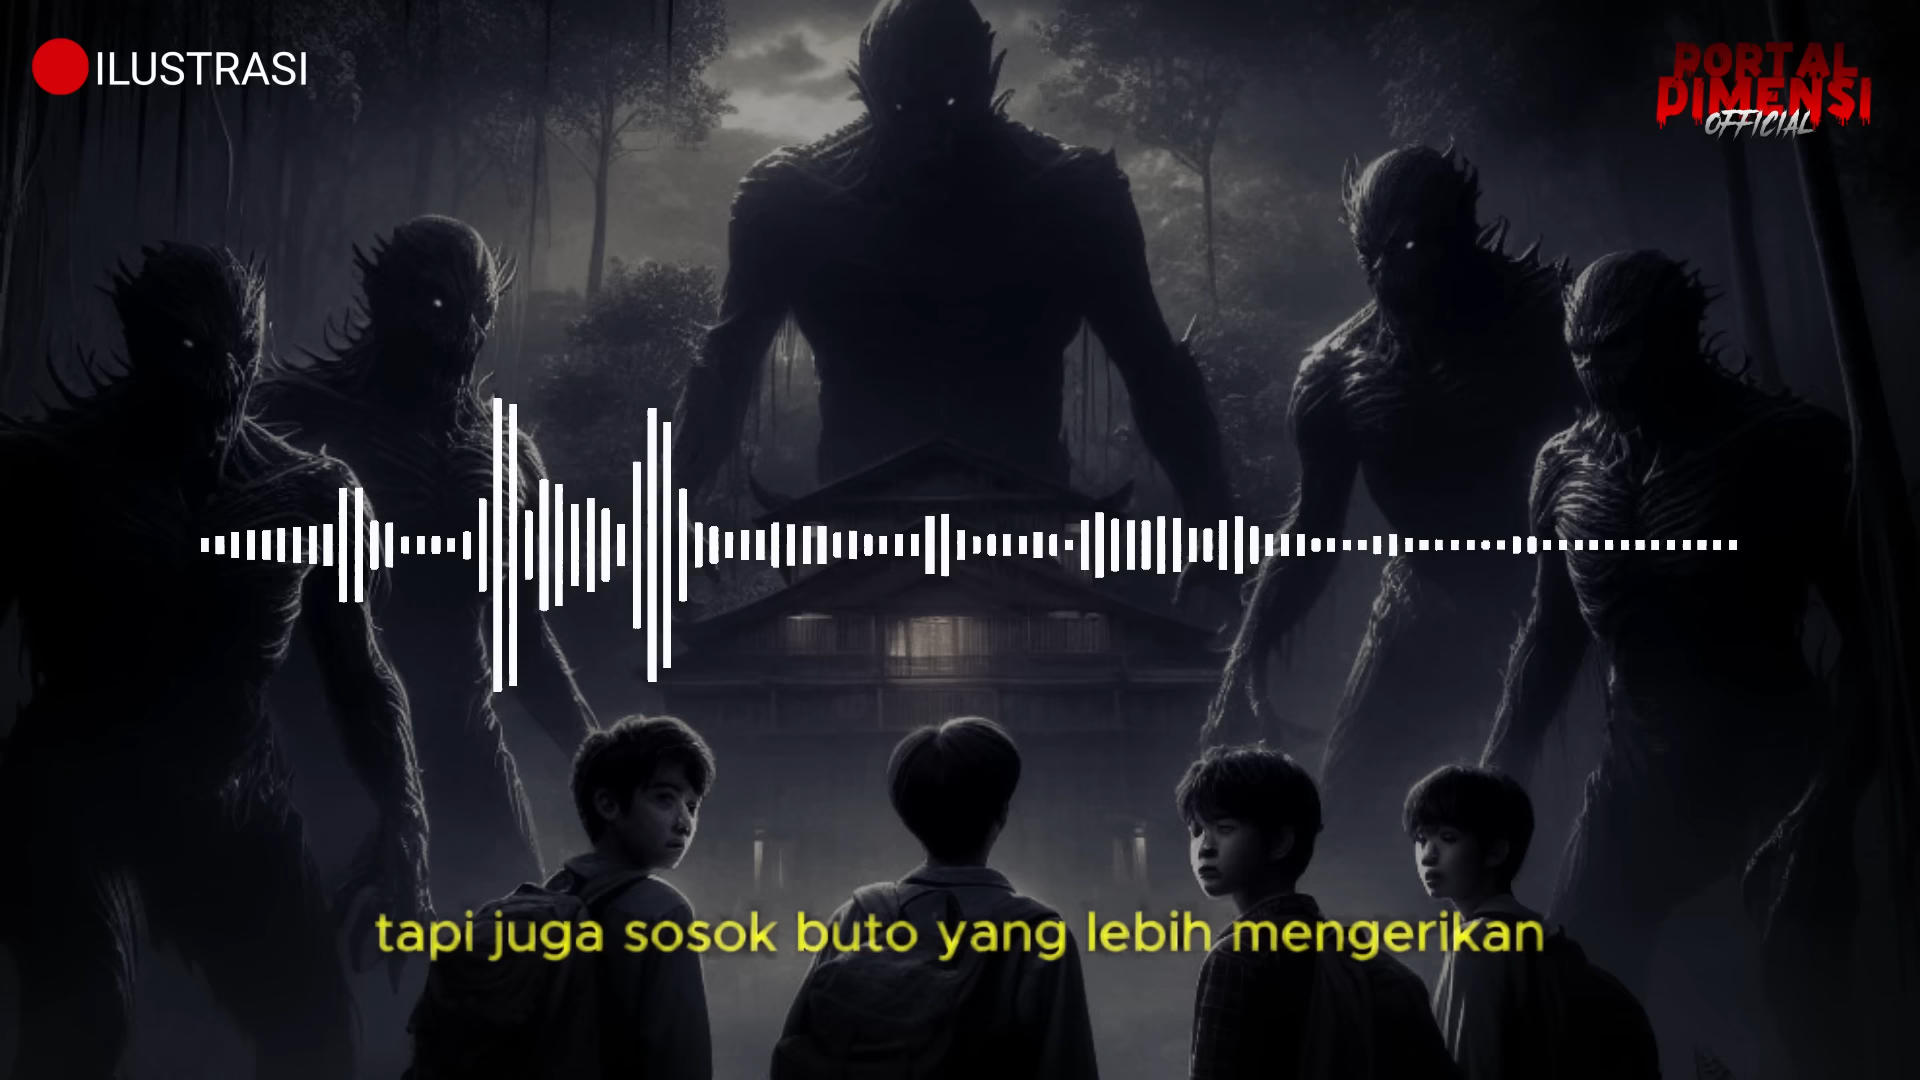 ILUSTRASI
PORTAL
DIMENSI
OFFICIAL
tapi juga sosok buto yang lebih mengerikan